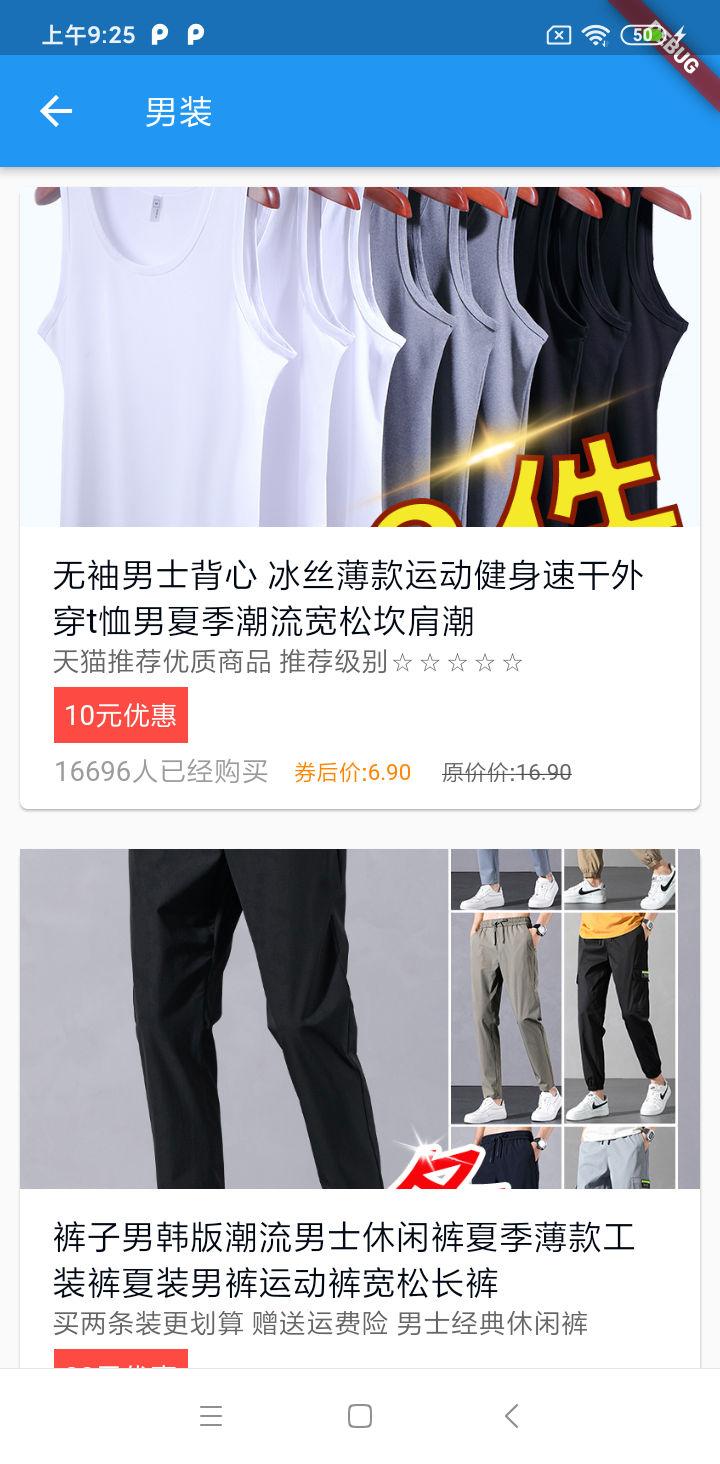 上午9:25
50
DEBUG
男装
件
无袖男士背心 冰丝薄款运动健身速干外
穿t恤男夏季潮流宽松坎肩潮
天猫推荐优质商品 推荐级别☆☆☆☆☆
10元优惠
16696人已经购买 券后价:6.90 原价价:16.90
裤子男韩版潮流男士休闲裤夏季薄款工
装裤夏装男裤运动裤宽松长裤
买两条装更划算 赠送运费险 男士经典休闲裤